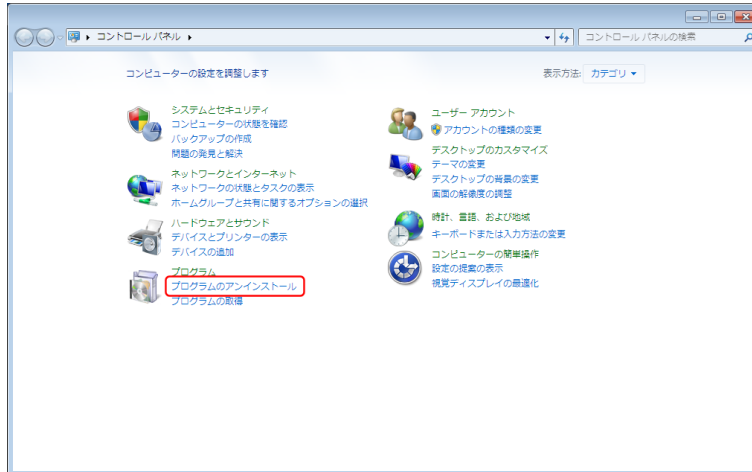 コントロール パネル
コントロール パネルの検索
コンピューターの設定を調整します
表示方法: カテゴリ
システムとセキュリティ
コンピューターの状態を確認
バックアップの作成
問題の発見と解決
ネットワークとインターネット
ネットワークの状態とタスクの表示
ホームグループと共有に関するオプションの選択
ハードウェアとサウンド
デバイスとプリンターの表示
デバイスの追加
プログラム
プログラムのアンインストール
プログラムの取得
ユーザー アカウント
アカウントの種類の変更
デスクトップのカスタマイズ
テーマの変更
デスクトップの背景の変更
画面の解像度の調整
時計、言語、および地域
キーボードまたは入力方法の変更
コンピューターの簡単操作
設定の提案の表示
視覚ディスプレイの最適化